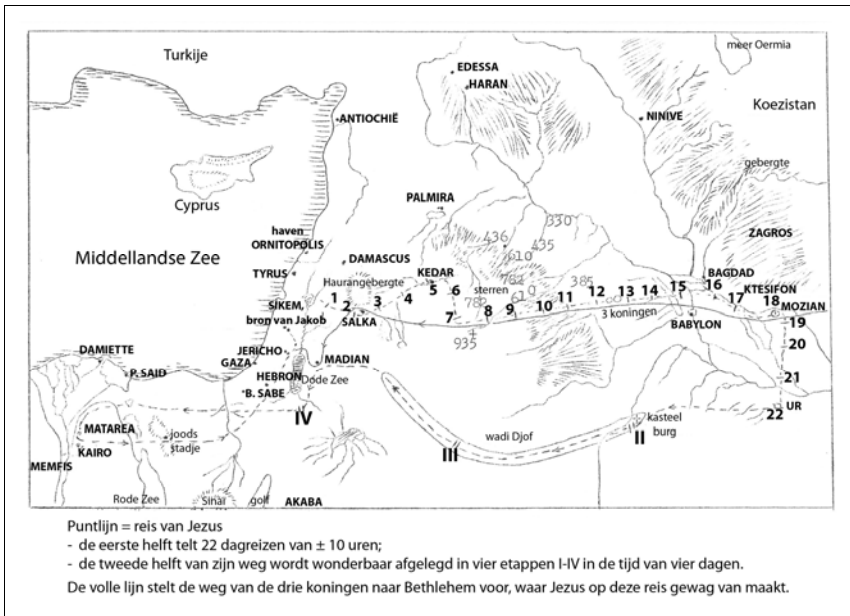 Turkije
meer Oermia
EDESSA
HARAN
Koezistan
NINIVE
ANTIOCHIË
gebergte
Cyprus
PALMIRA
ZAGROS
haven
ORNITOPOLIS
330
436
435
610
Middellandse Zee
DAMASCUS
TYRUS
Haurangebergte
KEDAR
sterren
782
0
385
BAGDAD
KTESIFON
1 2 3 4 5 6 7 8 9 10 11 12 13 14 15 16 17 18
782
610
MOZIAN
SIKEM,
bron van Jakob
SALKA
3 koningen
BABYLON
19
935
20
DAMIETTE
JERICHO
GAZA
MADIAN
P. SAID
HEBRON
Dode Zee
21
B. SABE
UR
22
IV
kasteel
burg
MATAREA
joods
stadje
wadi Djof
II
III
MEMFIS
KAIRO
Rode Zee
Sinaï
golf
AKABA
Puntlijn = reis van Jezus
- de eerste helft telt 22 dagreizen van ± 10 uren;
- de tweede helft van zijn weg wordt wonderbaar afgelegd in vier etappen I-IV in de tijd van vier dagen.
De volle lijn stelt de weg van de drie koningen naar Bethlehem voor, waar Jezus op deze reis gewag van maakt.